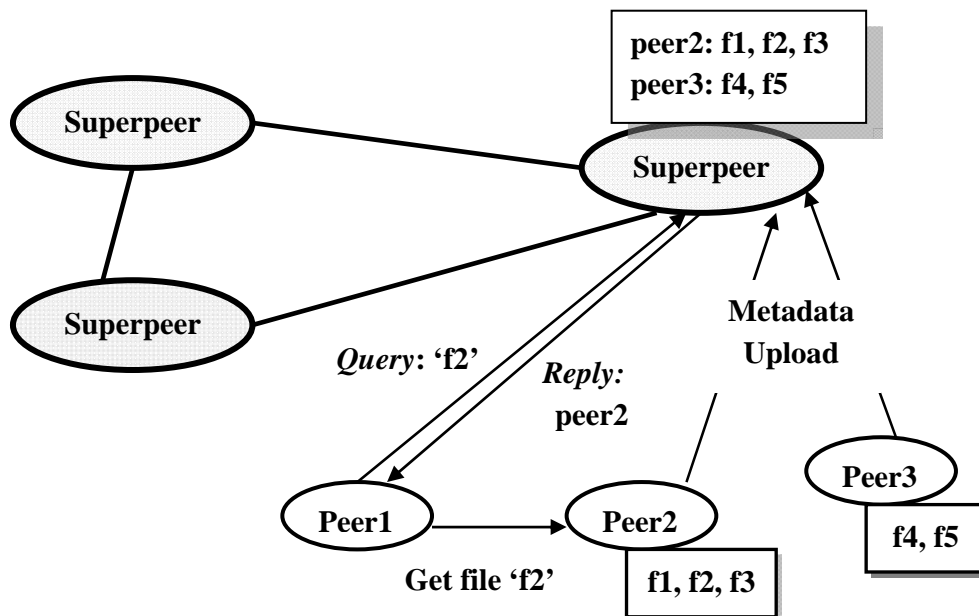 peer2: f1, f2, f3
peer3: f4, f5
Superpeer
Superpeer
Superpeer
Metadata
Upload
Query: ‘f2’
Reply:
peer2
Peer1
Peer2
Peer3
f4, f5
Get file ‘f2’
f1, f2, f3